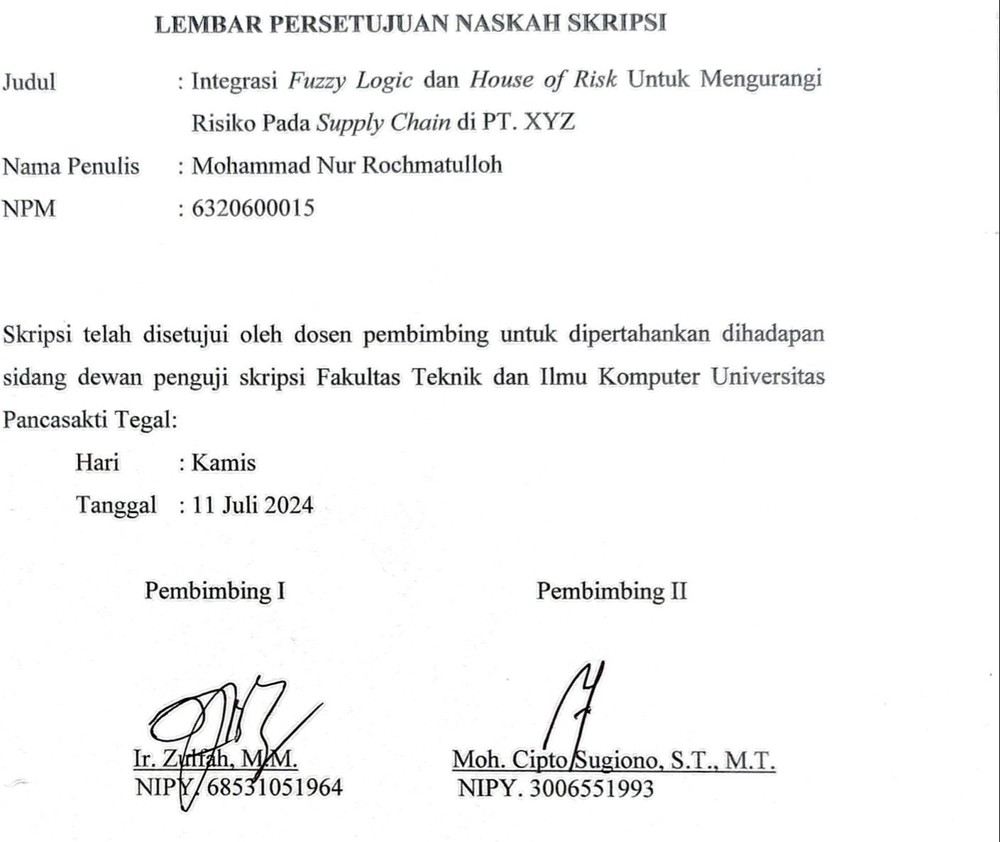 LEMBAR PERSETUJUAN NASKAH SKRIPSI
Judul : Integrasi Fuzzy Logic dan House of Risk Untuk Mengurangi
Risiko Pada Supply Chain di PT. XYZ
Nama Penulis : Mohammad Nur Rochmatulloh
NPM : 6320600015
Skripsi telah disetujui oleh dosen pembimbing untuk dipertahankan dihadapan
sidang dewan penguji skripsi Fakultas Teknik dan Ilmu Komputer Universitas
Pancasakti Tegal:
Hari : Kamis
Tanggal : 11 Juli 2024
Pembimbing I Pembimbing II
Ir. Zulfah, M.M. Moh. Cipto Sugiono, S.T., M.T.
NIPY. 68531051964 NIPY. 3006551993